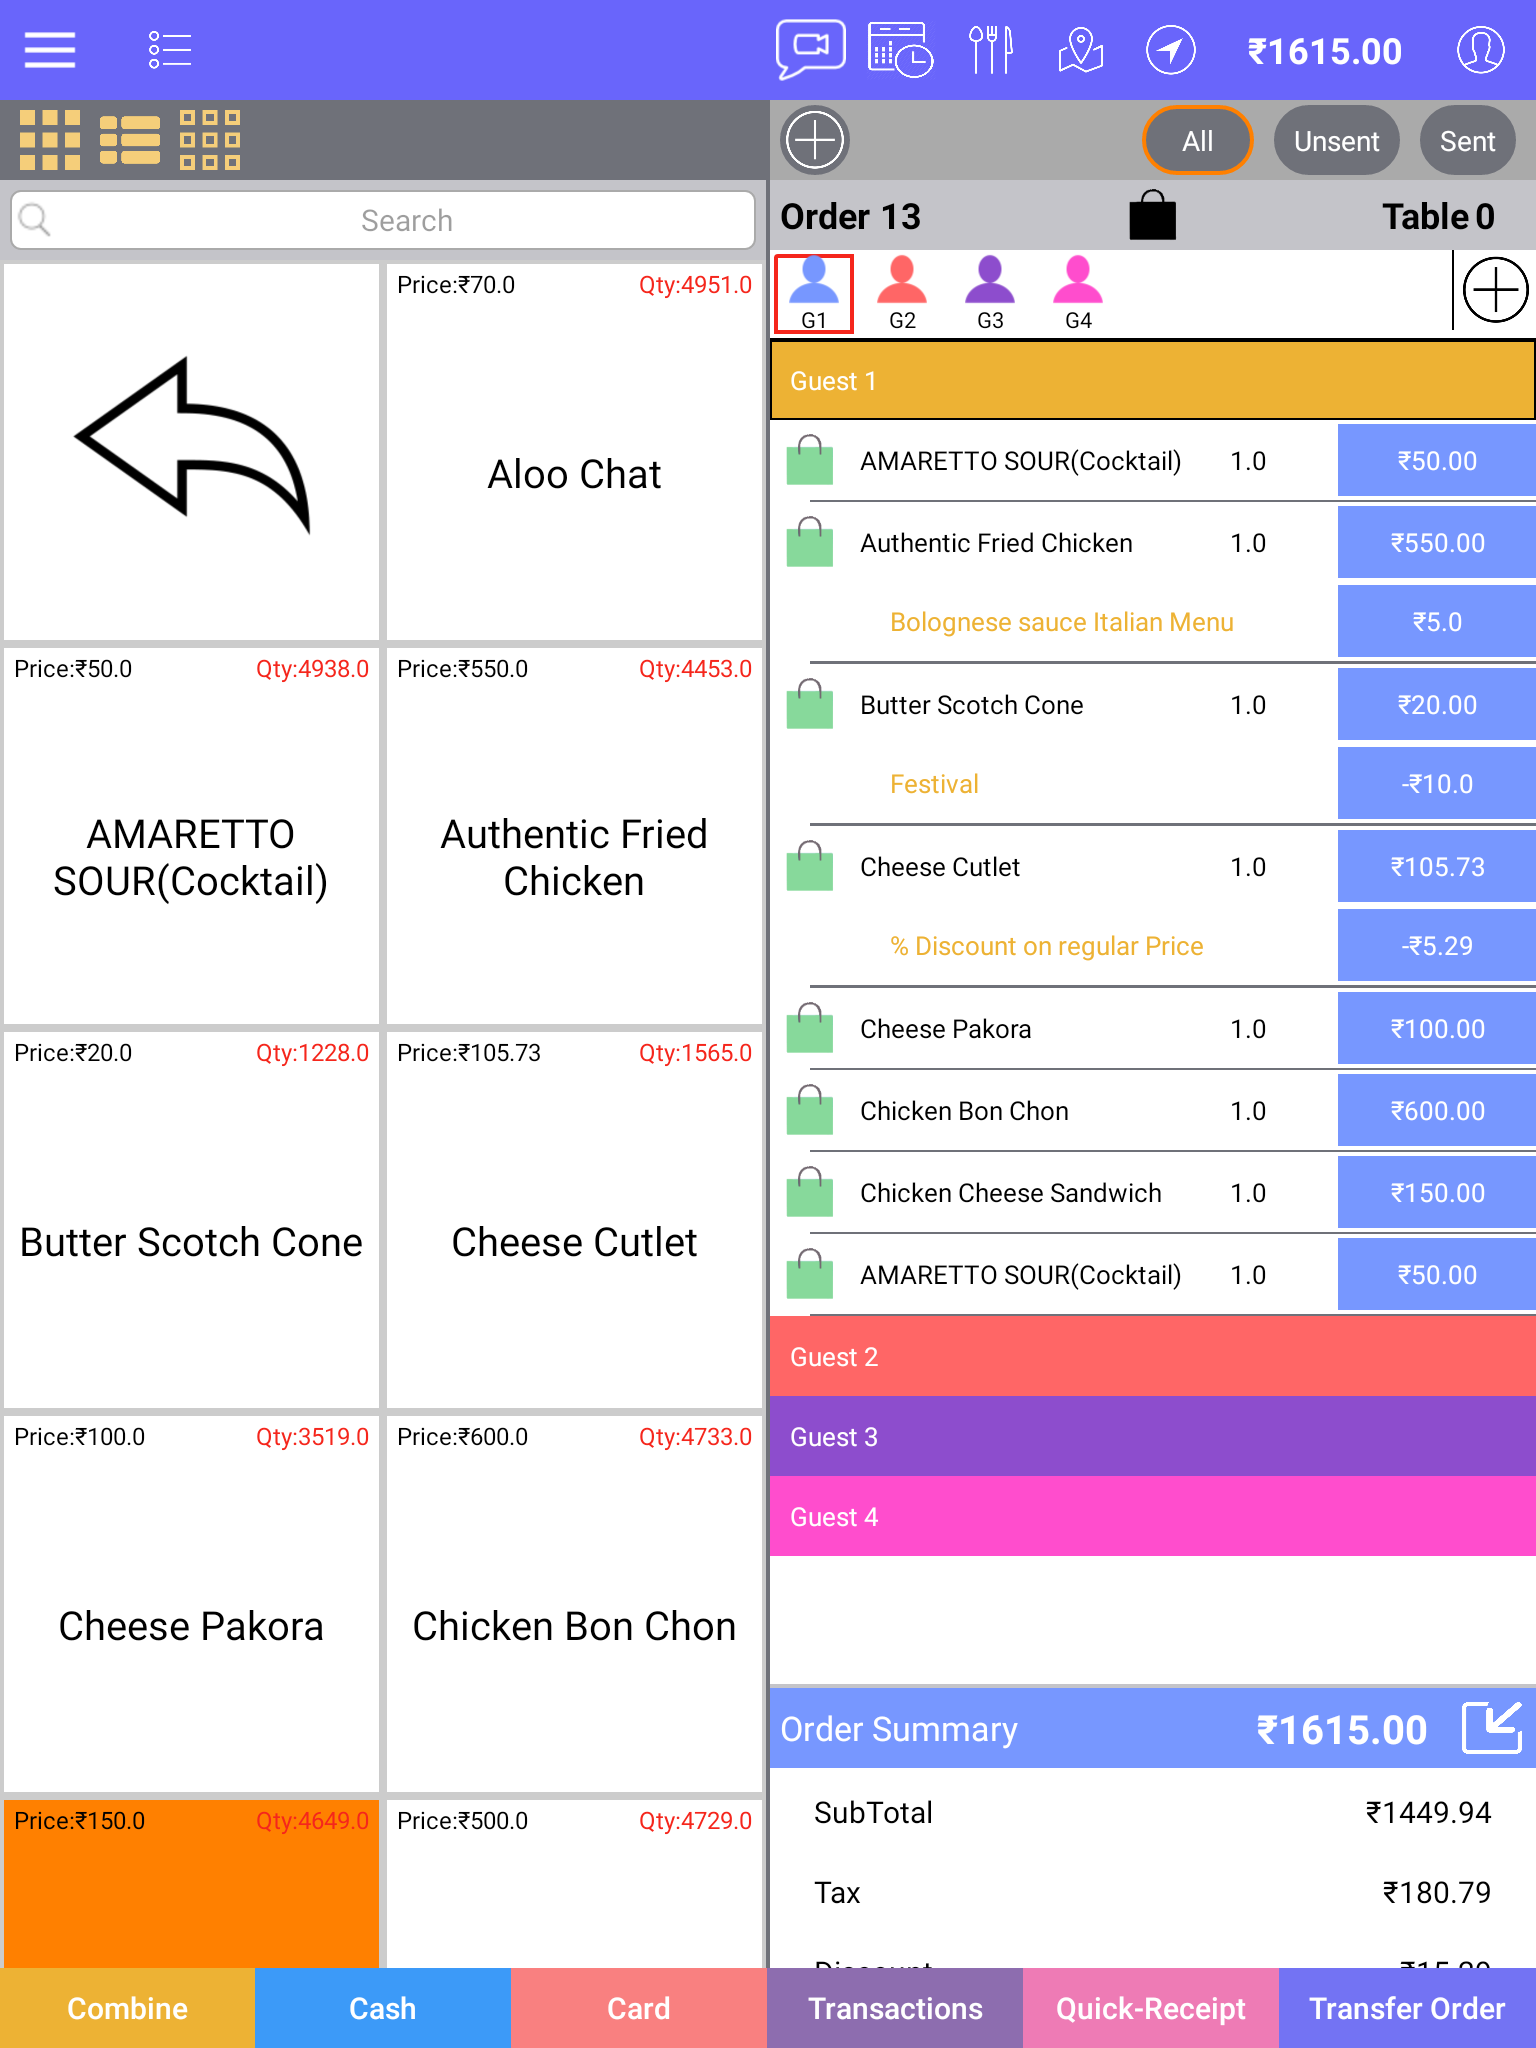 ₹1615.00
All
Unsent
Sent
Search
Order 13
Table 0
G1
G2
G3
G4
Price:₹70.0
Qty:4951.0
Aloo Chat
Price:₹50.0
Qty:4938.0
AMARETTO
SOUR(Cocktail)
Price:₹550.0
Qty:4453.0
Authentic Fried
Chicken
Price:₹20.0
Qty:1228.0
Butter Scotch Cone
Price:₹105.73
Qty:1565.0
Cheese Cutlet
Price:₹100.0
Qty:3519.0
Cheese Pakora
Price:₹600.0
Qty:4733.0
Chicken Bon Chon
Price:₹150.0
Qty:4649.0
Price:₹500.0
Qty:4729.0
Guest 1
AMARETTO SOUR(Cocktail) 1.0 ₹50.00
Authentic Fried Chicken 1.0 ₹550.00
Bolognese sauce Italian Menu ₹5.0
Butter Scotch Cone 1.0 ₹20.00
Festival -₹10.0
Cheese Cutlet 1.0 ₹105.73
% Discount on regular Price -₹5.29
Cheese Pakora 1.0 ₹100.00
Chicken Bon Chon 1.0 ₹600.00
Chicken Cheese Sandwich 1.0 ₹150.00
AMARETTO SOUR(Cocktail) 1.0 ₹50.00
Guest 2
Guest 3
Guest 4
Order Summary ₹1615.00
SubTotal ₹1449.94
Tax ₹180.79
Combine
Cash
Card
Transactions
Quick-Receipt
Transfer Order